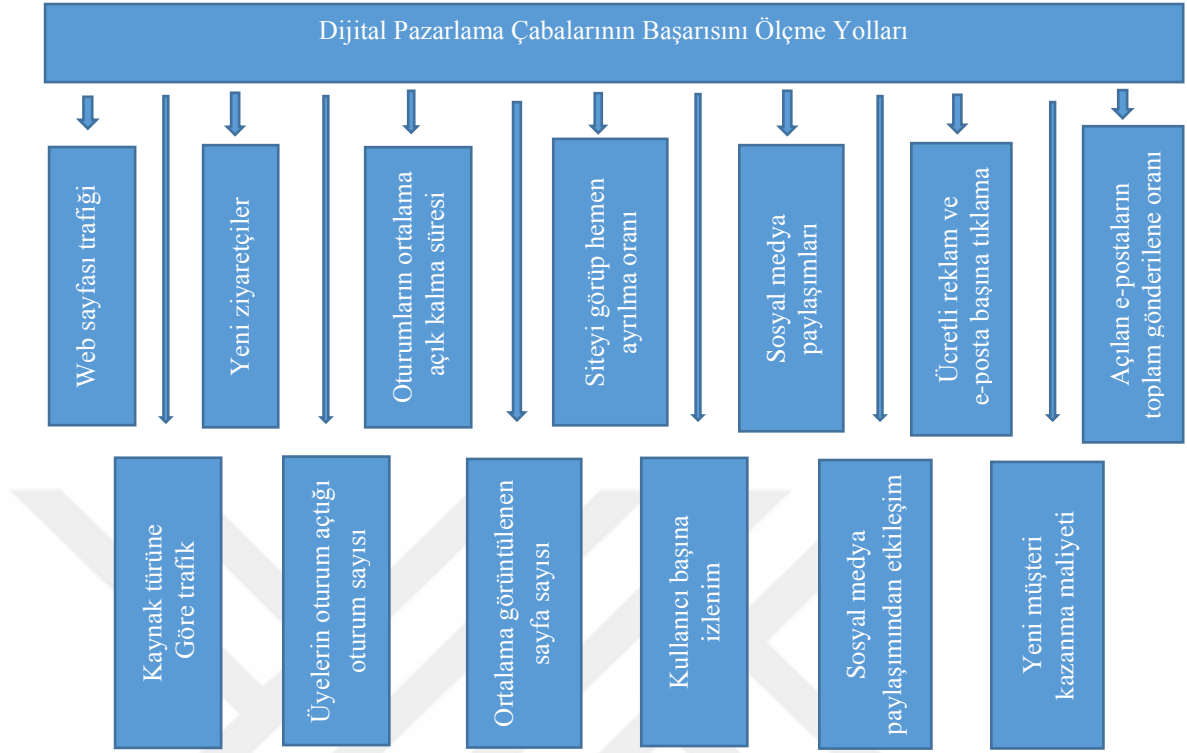 Dijital Pazarlama Çabalarının Başarısını Ölçme Yolları
Web sayfası trafiği
Yeni ziyaretçiler
Oturumların ortalama
açık kalma süresi
Siteyi görüp hemen
ayrılma oranı
Sosyal medya
paylaşımları
Ücretli reklam ve
e-posta başına tıklama
Açılan e-postaların
toplam gönderilene oranı
Kaynak türüne
Göre trafik
Üyelerin oturum açtığı
oturum sayısı
Ortalama görüntülenen
sayfa sayısı
Kullanıcı başına
izlenim
Sosyal medya
paylaşımından etkileşim
Yeni müşteri
kazanma maliyeti